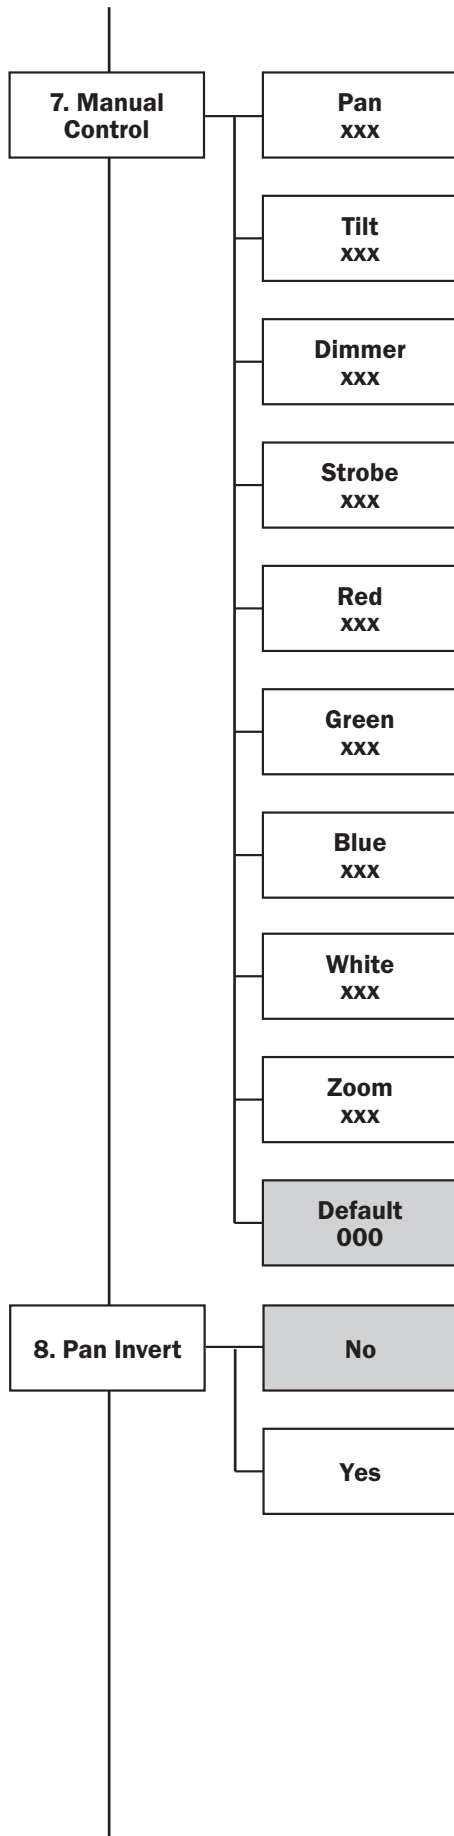 7. Manual
Control
Pan
xxx
Tilt
xxx
Dimmer
xxx
Strobe
xxx
Red
xxx
Green
xxx
Blue
xxx
White
xxx
Zoom
xxx
Default
000
8. Pan Invert
No
Yes